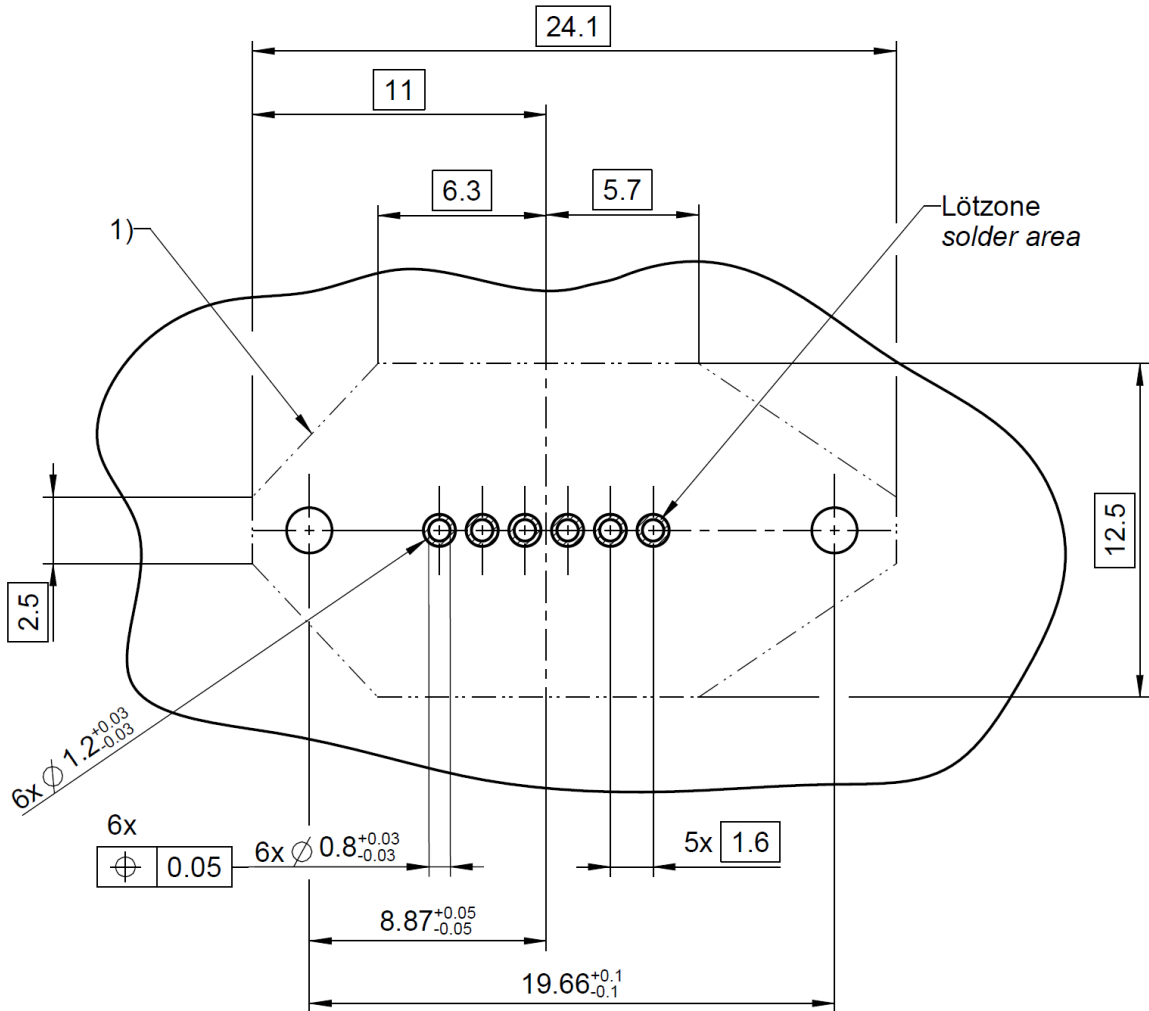 24.1
11
6.3
5.7
1)
Lötzone
solder area
2.5
12.5
6x ∅ 1.2 +0.03 -0.03
6x
⌖ 0.05
6x ∅ 0.8 +0.03 -0.03
5x 1.6
8.87 +0.05 -0.05
19.66 +0.1 -0.1